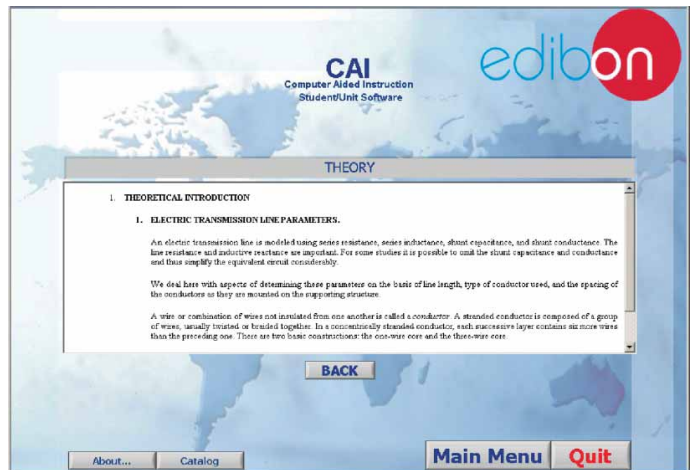 edibon
CAI
Computer Aided Instruction
Student/Unit Software
THEORY
1. THEORETICAL INTRODUCTION
1. ELECTRIC TRANSMISSION LINE PARAMETERS.
An electric transmission line is modeled using series resistance, series inductance, shunt capacitance, and shunt conductance. The
line resistance and inductive reactance are important. For some studies it is possible to omit the shunt capacitance and conductance
and thus simplify the equivalent circuit considerably.
We deal here with aspects of determining these parameters on the basis of line length, type of conductor used, and the spacing of
the conductors as they are mounted on the supporting structure.
A wire or combination of wires not insulated from one another is called a conductor. A stranded conductor is composed of a group
of wires, usually twisted or braided together. In a concentrically stranded conductor, each successive layer contains six more wires
than the preceding one. There are two basic constructions: the one-wire core and the three-wire core.
BACK
About...
Catalog
Main Menu
Quit